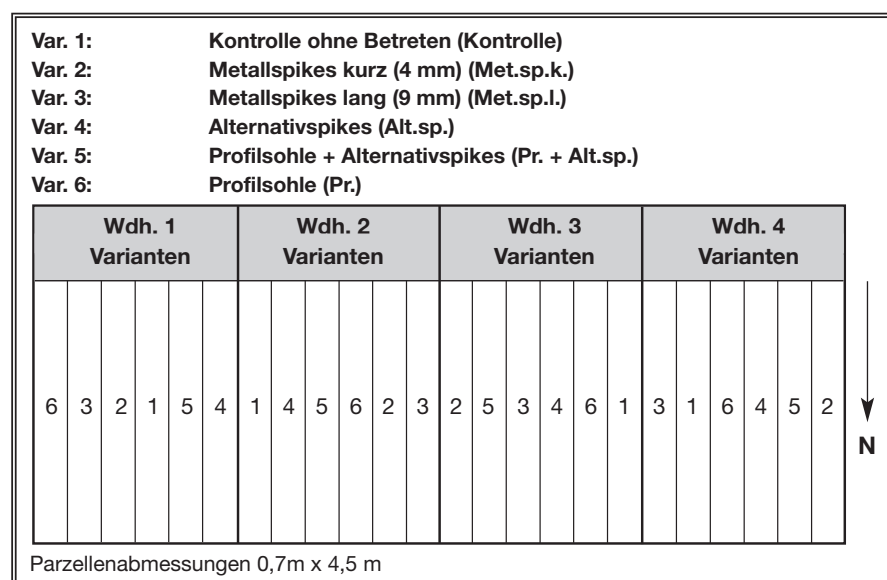 Var. 1: Kontrolle ohne Betreten (Kontrolle)
Var. 2: Metallspikes kurz (4 mm) (Met.sp.k.)
Var. 3: Metallspikes lang (9 mm) (Met.sp.l.)
Var. 4: Alternativspikes (Alt.sp.)
Var. 5: Profilsohle + Alternativspikes (Pr. + Alt.sp.)
Var. 6: Profilsohle (Pr.)
Wdh. 1 Wdh. 2 Wdh. 3 Wdh. 4
Varianten Varianten Varianten Varianten
6 3 2 1 5 4 1 4 5 6 2 3 2 5 3 4 6 1 3 1 6 4 5 2
N
Parzellenabmessungen 0,7m x 4,5 m